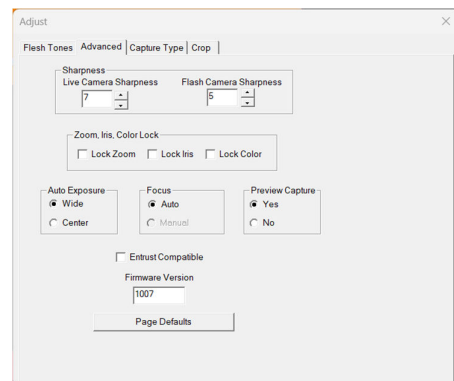 Adjust
Flesh Tones Advanced Capture Type Crop
Sharpness
Live Camera Sharpness Flash Camera Sharpness
7 5
Zoom, Iris, Color Lock
Lock Zoom Lock Iris Lock Color
Auto Exposure Focus Preview Capture
Wide Auto Yes
Center Manual No
Entrust Compatible
Firmware Version
1007
Page Defaults